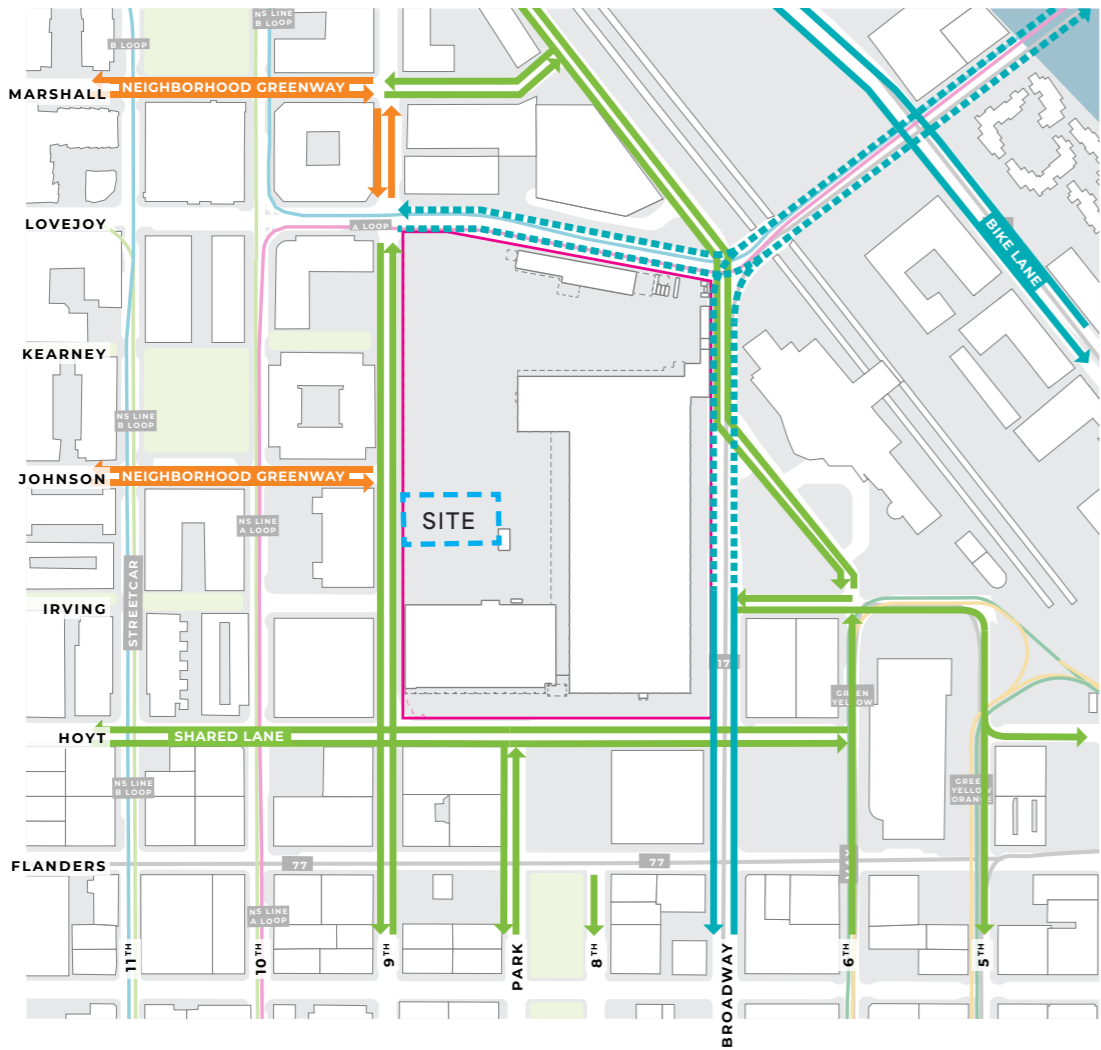 NS LINE
B LOOP
B LOOP
NEIGHBORHOOD GREENWAY
MARSHALL
LOVEJOY
A LOOP
BIKE LANE
KEARNEY
NS LINE
B LOOP
JOHNSON
NEIGHBORHOOD GREENWAY
NS LINE
A LOOP
SITE
STREETCAR
IRVING
17
GREEN
YELLOW
HOYT
SHARED LANE
NS LINE
B LOOP
GREEN
YELLOW
ORANGE
FLANDERS
77
77
MAX
NS LINE
A LOOP
11TH
10TH
9TH
PARK
8TH
BROADWAY
6TH
5TH